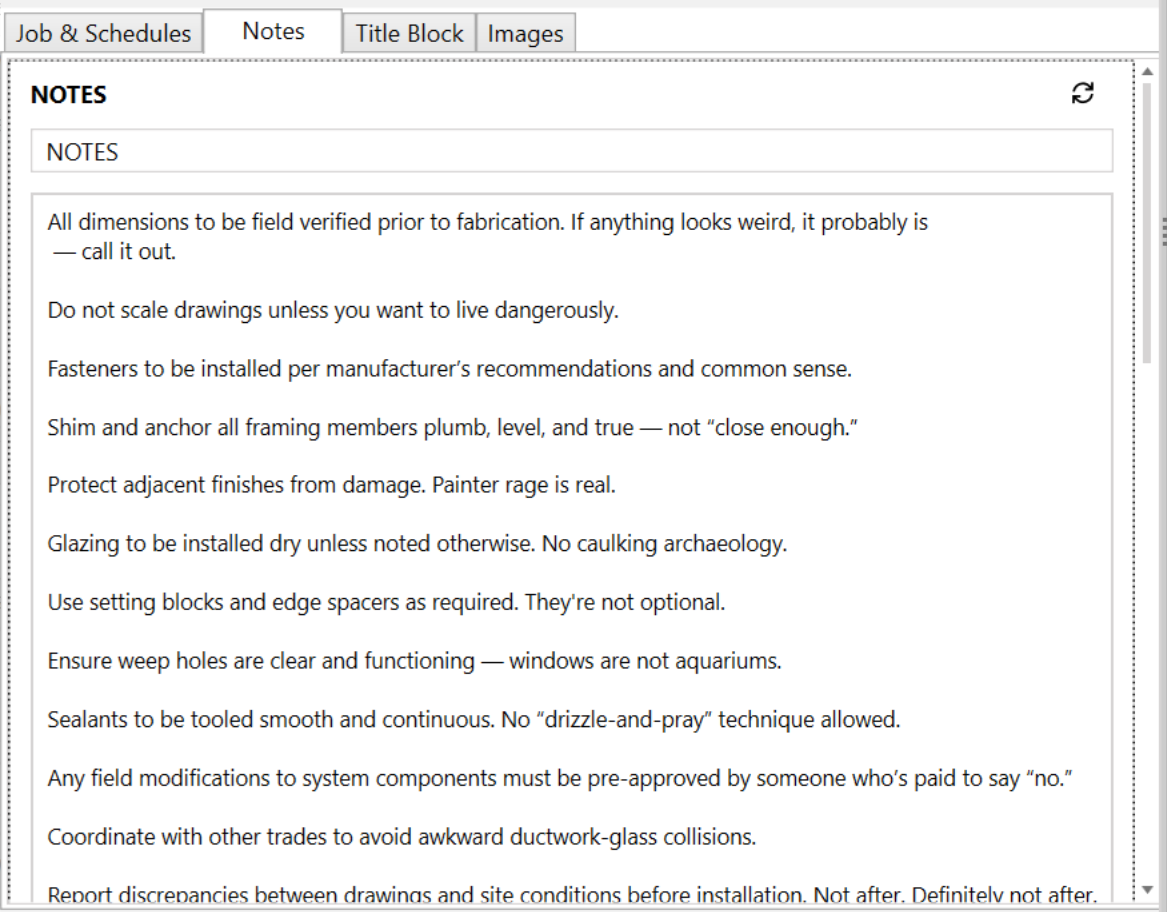 Job & Schedules
Notes
Title Block
Images
NOTES
NOTES
All dimensions to be field verified prior to fabrication. If anything looks weird, it probably is
— call it out.
Do not scale drawings unless you want to live dangerously.
Fasteners to be installed per manufacturer’s recommendations and common sense.
Shim and anchor all framing members plumb, level, and true — not “close enough.”
Protect adjacent finishes from damage. Painter rage is real.
Glazing to be installed dry unless noted otherwise. No caulking archaeology.
Use setting blocks and edge spacers as required. They're not optional.
Ensure weep holes are clear and functioning — windows are not aquariums.
Sealants to be tooled smooth and continuous. No “drizzle-and-pray” technique allowed.
Any field modifications to system components must be pre-approved by someone who’s paid to say “no.”
Coordinate with other trades to avoid awkward ductwork-glass collisions.
Report discrepancies between drawings and site conditions before installation. Not after. Definitely not after.